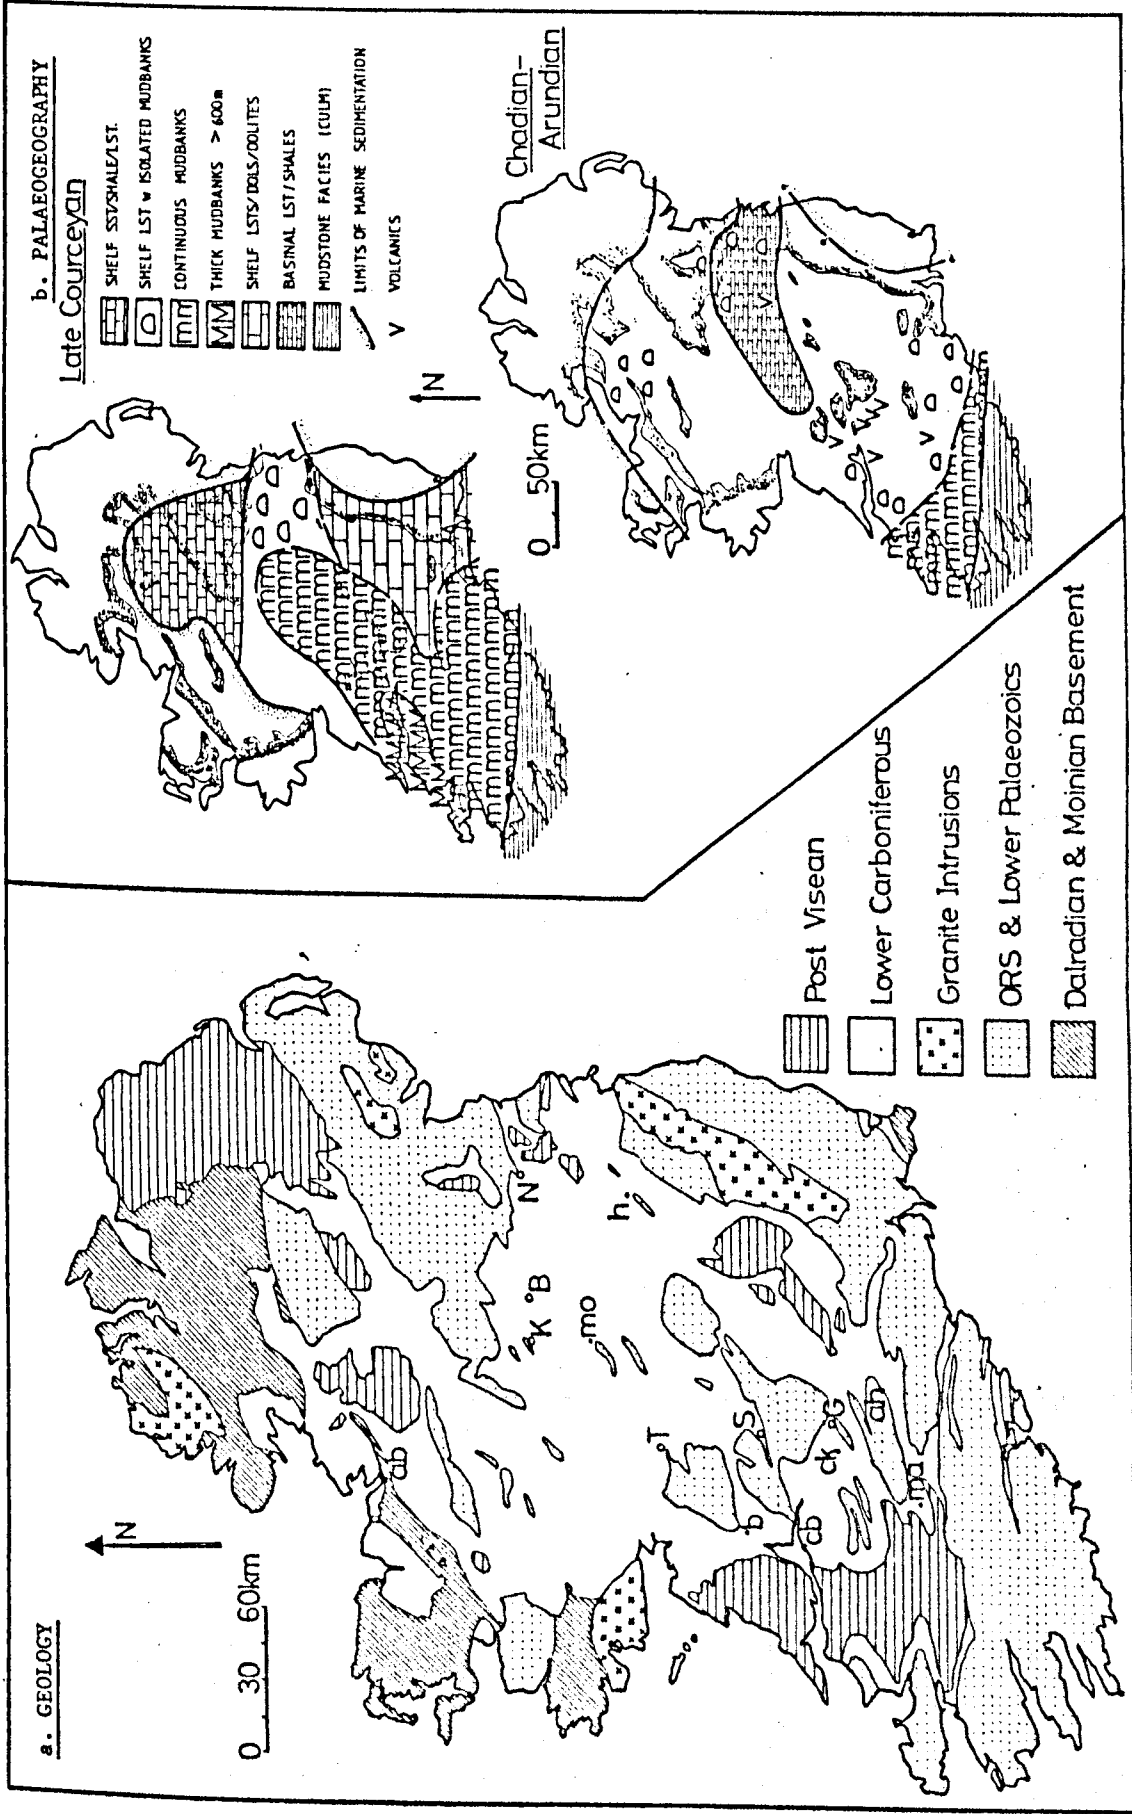 a. GEOLOGY
N
0 30 60km
ab
K
B
N
mo
h.
T
S
b
cb
ck
G
ah
ma
Post Visean
Lower Carboniferous
Granite Intrusions
ORS & Lower Palaeozoics
Dalradian & Moinian Basement
b. PALAEOGEOGRAPHY
Late Courceyan
SHELF SST/SHALE/LST.
SHELF LST w ISOLATED MUDBANKS
CONTINUOUS MUDBANKS
THICK MUDBANKS > 600m
SHELF LSTS/DOLS/OOLITES
BASINAL LST/SHALES
MUDSTONE FACIES (CULM)
LIMITS OF MARINE SEDIMENTATION
V VOLCANICS
N
0 50km
Chadian-
Arundian